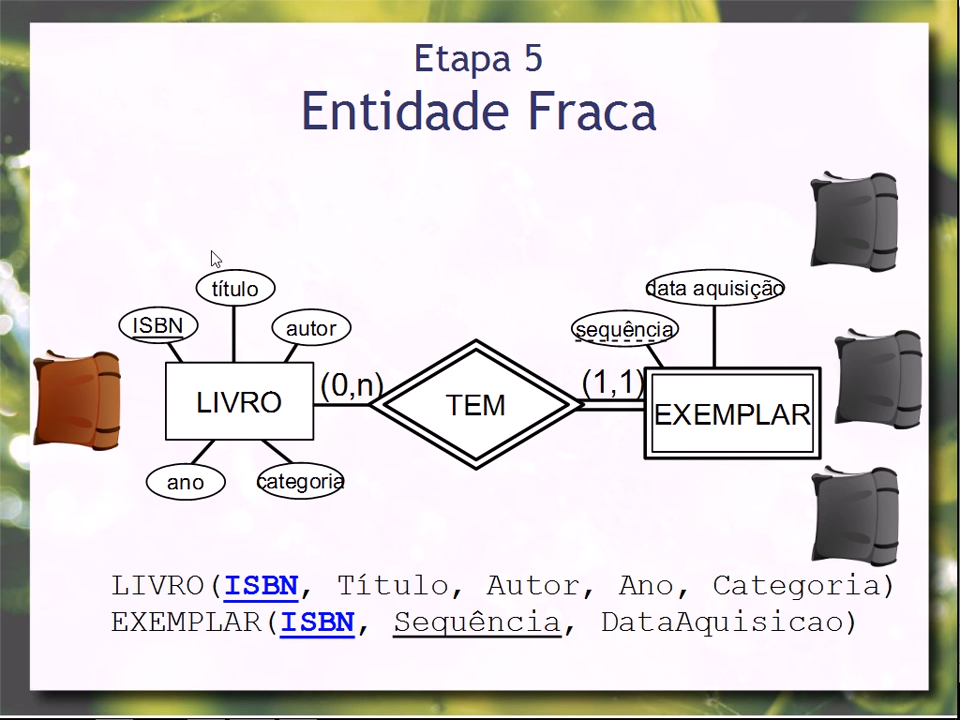 Etapa 5
Entidade Fraca
título
data aquisição
ISBN
autor
sequência
LIVRO
(0,n)
TEM
(1,1)
EXEMPLAR
ano
categoria
LIVRO(ISBN, Título, Autor, Ano, Categoria)
EXEMPLAR(ISBN, Sequência, DataAquisicao)